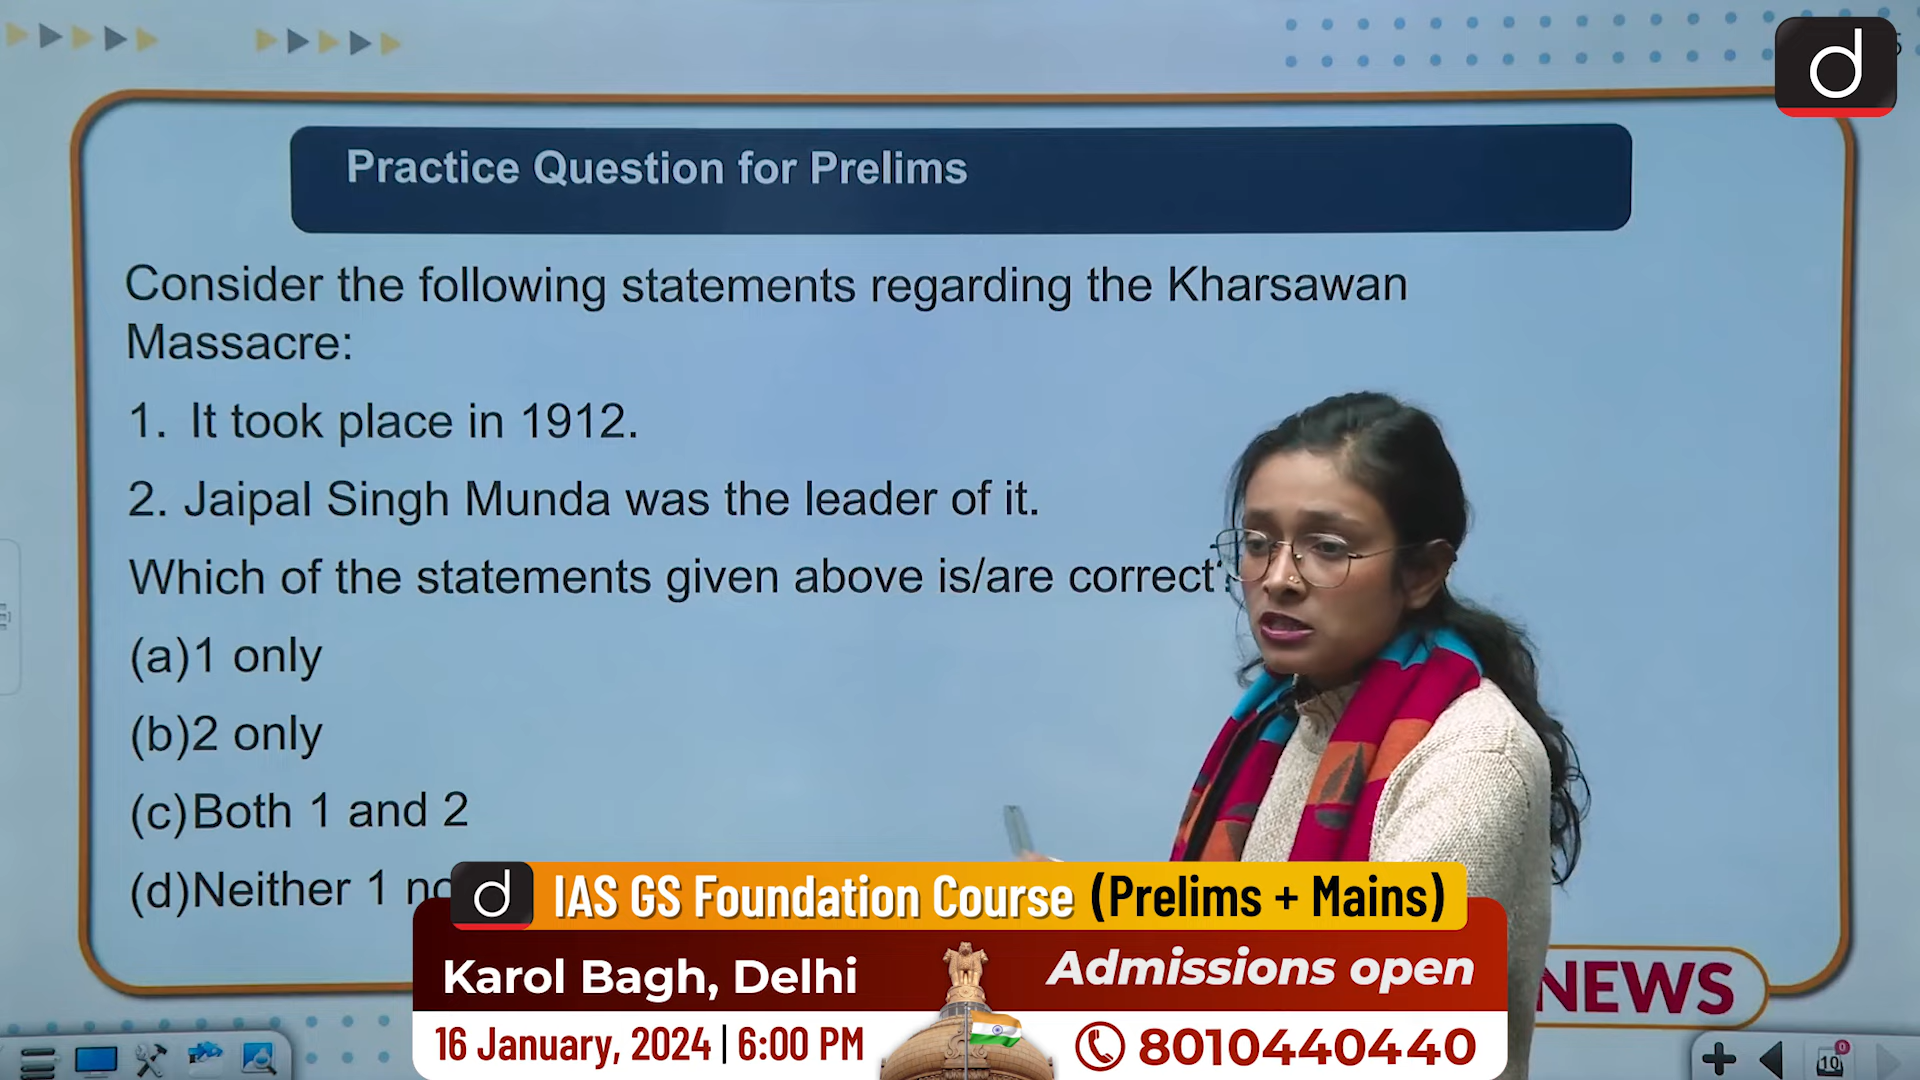 Practice Question for Prelims
Consider the following statements regarding the Kharsawan
Massacre:
1. It took place in 1912.
2. Jaipal Singh Munda was the leader of it.
Which of the statements given above is/are correct?
(a)1 only
(b)2 only
(c)Both 1 and 2
(d)Neither 1
d
d IAS GS Foundation Course (Prelims + Mains)
Karol Bagh, Delhi
Admissions open
16 January, 2024 | 6:00 PM
8010440440
NEWS
10
0